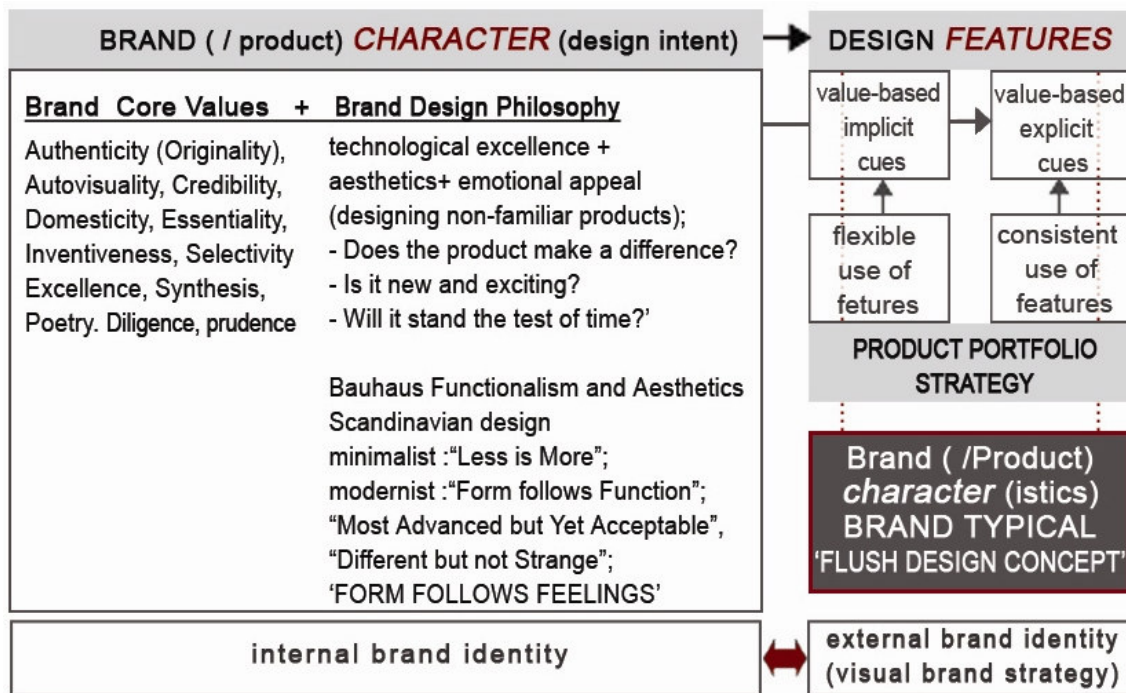 BRAND ( / product) CHARACTER (design intent)
DESIGN FEATURES
Brand Core Values + Brand Design Philosophy
Authenticity (Originality),
Autovisuality, Credibility,
Domesticity, Essentiality,
Inventiveness, Selectivity
Excellence, Synthesis,
Poetry. Diligence, prudence
technological excellence +
aesthetics+ emotional appeal
(designing non-familiar products);
- Does the product make a difference?
- Is it new and exciting?
- Will it stand the test of time?’
Bauhaus Functionalism and Aesthetics
Scandinavian design
minimalist :“Less is More”;
modernist :“Form follows Function”;
“Most Advanced but Yet Acceptable”,
“Different but not Strange”;
‘FORM FOLLOWS FEELINGS’
value-based
implicit
cues
value-based
explicit
cues
flexible
use of
fetures
consistent
use of
features
PRODUCT PORTFOLIO
STRATEGY
Brand ( /Product)
character (istics)
BRAND TYPICAL
‘FLUSH DESIGN CONCEPT’
internal brand identity
external brand identity
(visual brand strategy)